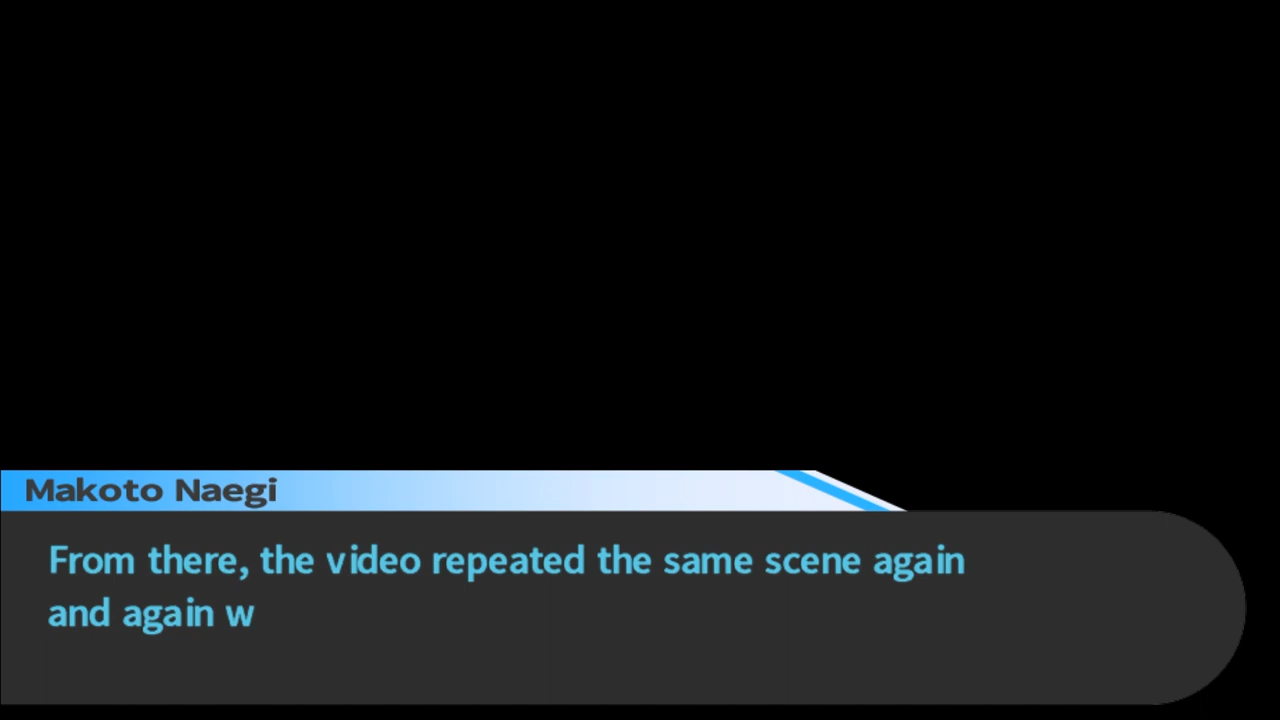 Makoto Naegi
From there, the video repeated the same scene again
and again w